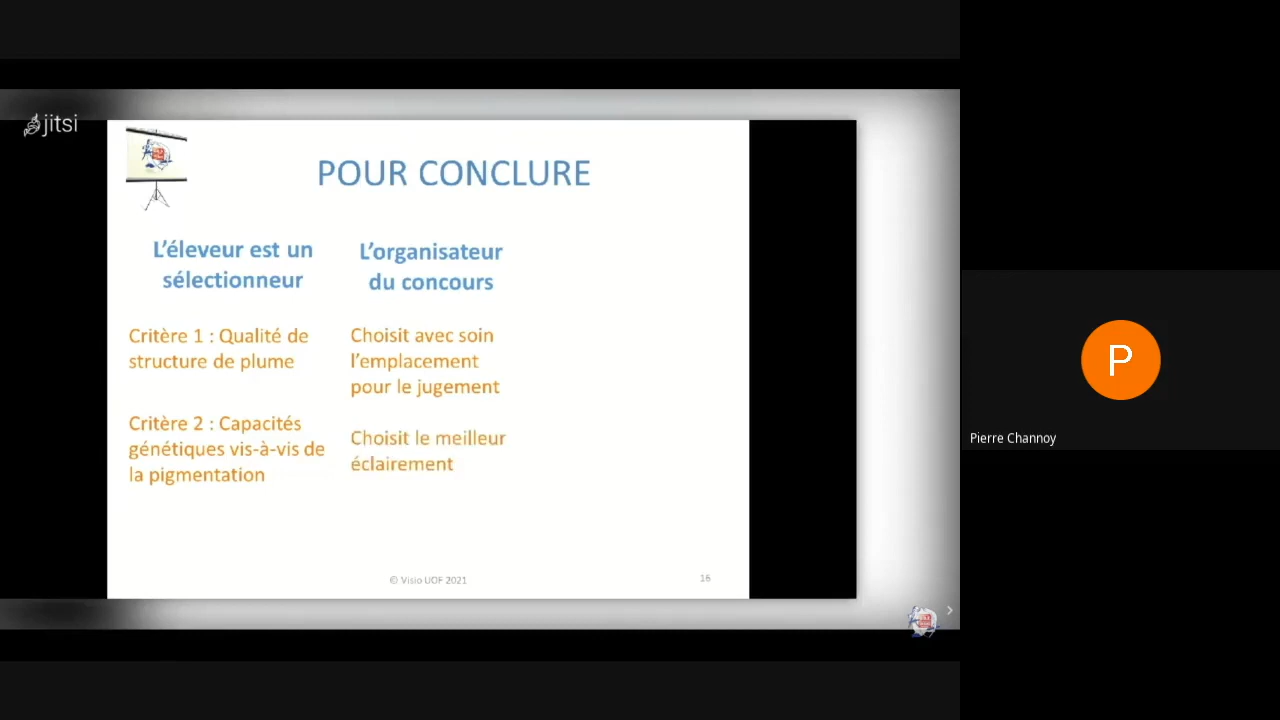 jitsi
POUR CONCLURE
L'éleveur est un
sélectionneur
Critère 1 : Qualité de
structure de plume
Critère 2 : Capacités
génétiques vis-à-vis de
la pigmentation
L'organisateur
du concours
Choisit avec soin
l'emplacement
pour le jugement
Choisit le meilleur
éclairement
© Visio UOF 2021
16
P
Pierre Channoy